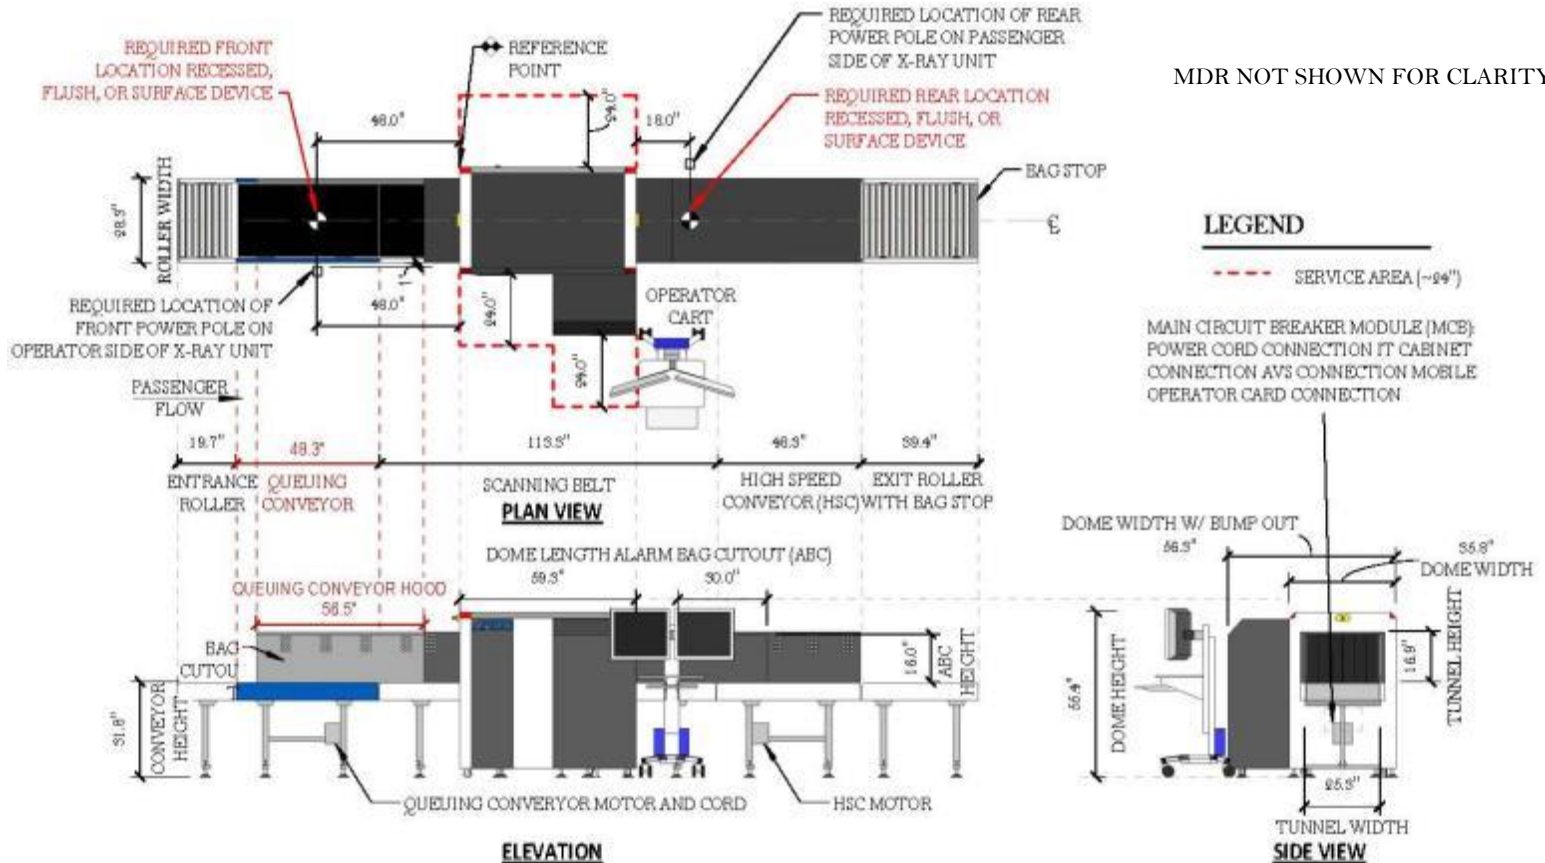 REQUIRED FRONT
LOCATION RECESSED,
FLUSH, OR SURFACE DEVICE
REFERENCE
POINT
REQUIRED LOCATION OF REAR
POWER POLE ON PASSENGER
SIDE OF X-RAY UNIT
MDR NOT SHOWN FOR CLARITY
REQUIRED REAR LOCATION
RECESSED, FLUSH, OR
SURFACE DEVICE
48.0"
24.0"
18.0"
BAG STOP
28.9"
ROLLER WIDTH
1"
REQUIRED LOCATION OF
FRONT POWER POLE ON
OPERATOR SIDE OF X-RAY UNIT
48.0"
24.0"
24.0"
OPERATOR
CART
PASSENGER
FLOW
LEGEND
SERVICE AREA (~24")
MAIN CIRCUIT BREAKER MODULE (MCB):
POWER CORD CONNECTION IT CABINET
CONNECTION AVS CONNECTION MOBILE
OPERATOR CARD CONNECTION
19.7"
48.3"
113.3"
46.3"
39.4"
ENTRANCE
ROLLER
QUEUING
CONVEYOR
SCANNING BELT
HIGH SPEED
CONVEYOR (HSC)
EXIT ROLLER
WITH BAG STOP
PLAN VIEW
DOME LENGTH ALARM BAG CUTOUT (ABC)
59.3"
30.0"
QUEUING CONVEYOR HOOD
56.5"
BAG
CUTOU
31.8"
CONVEYOR
HEIGHT
16.0"
ABC
HEIGHT
QUEUING CONVERYOR MOTOR AND CORD
HSC MOTOR
ELEVATION
DOME WIDTH W/ BUMP OUT
56.3"
35.8"
DOME WIDTH
55.4"
DOME HEIGHT
16.9"
TUNNEL HEIGHT
25.3"
TUNNEL WIDTH
SIDE VIEW